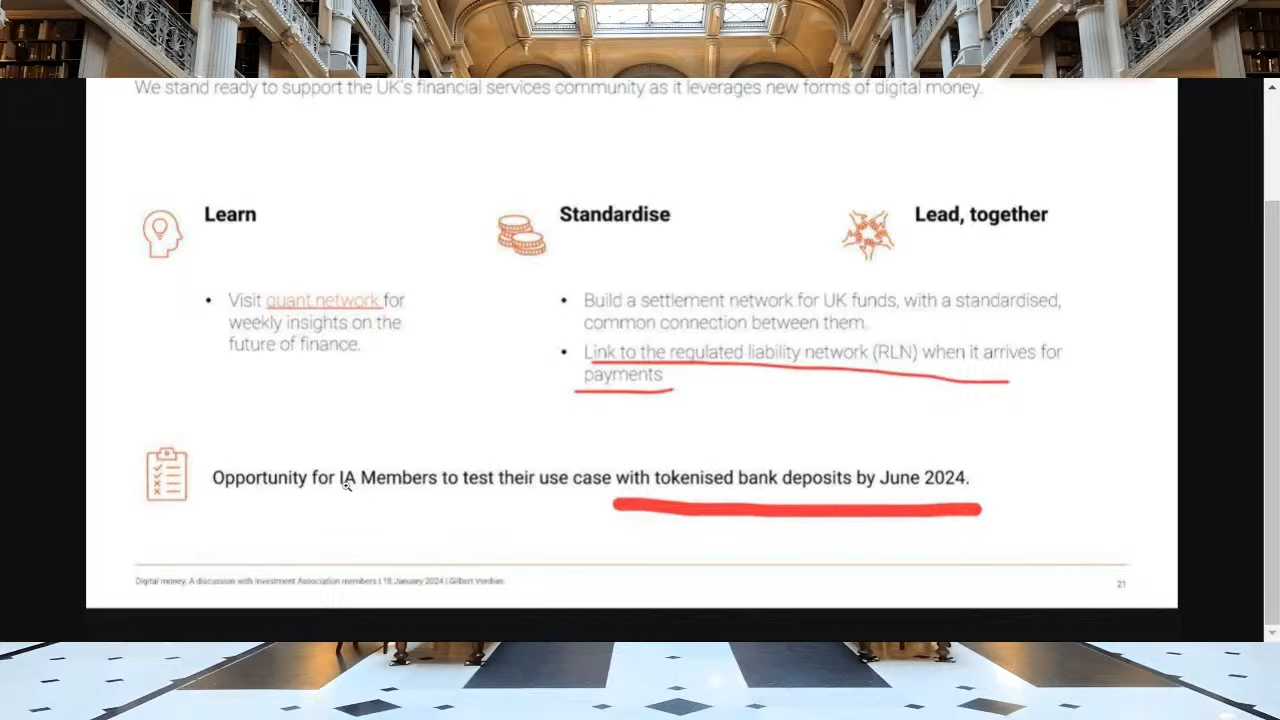 We stand ready to support the UK's financial services community as it leverages new forms of digital money.
Learn
• Visit quant.network for
weekly insights on the
future of finance.
Standardise
• Build a settlement network for UK funds, with a standardised,
common connection between them.
• Link to the regulated liability network (RLN) when it arrives for
payments
Lead, together
Opportunity for IA Members to test their use case with tokenised bank deposits by June 2024.
Digital money: A discussion with Investment Association members | 18 January 2024 | Gilbert Verdian
21